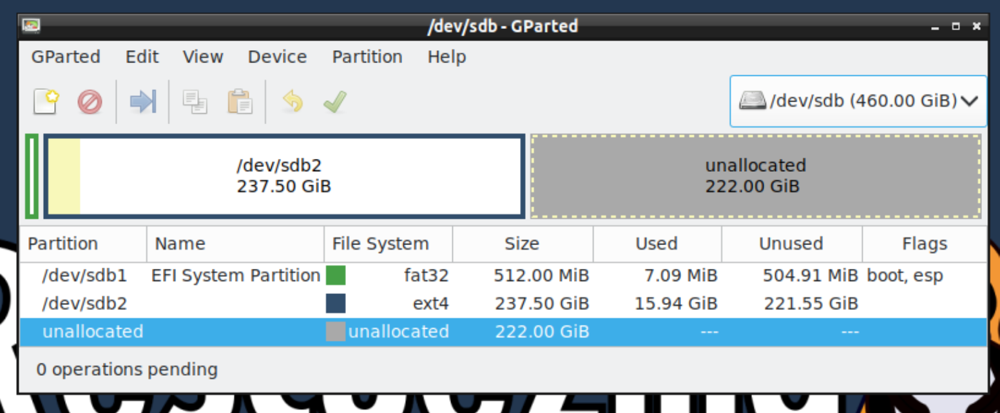 /dev/sdb - GParted
GParted Edit View Device Partition Help
/dev/sdb (460.00 GiB)
/dev/sdb2
237.50 GiB
unallocated
222.00 GiB
Partition Name File System Size Used Unused Flags
/dev/sdb1 EFI System Partition fat32 512.00 MiB 7.09 MiB 504.91 MiB boot, esp
/dev/sdb2 ext4 237.50 GiB 15.94 GiB 221.55 GiB
unallocated unallocated 222.00 GiB --- ---
0 operations pending